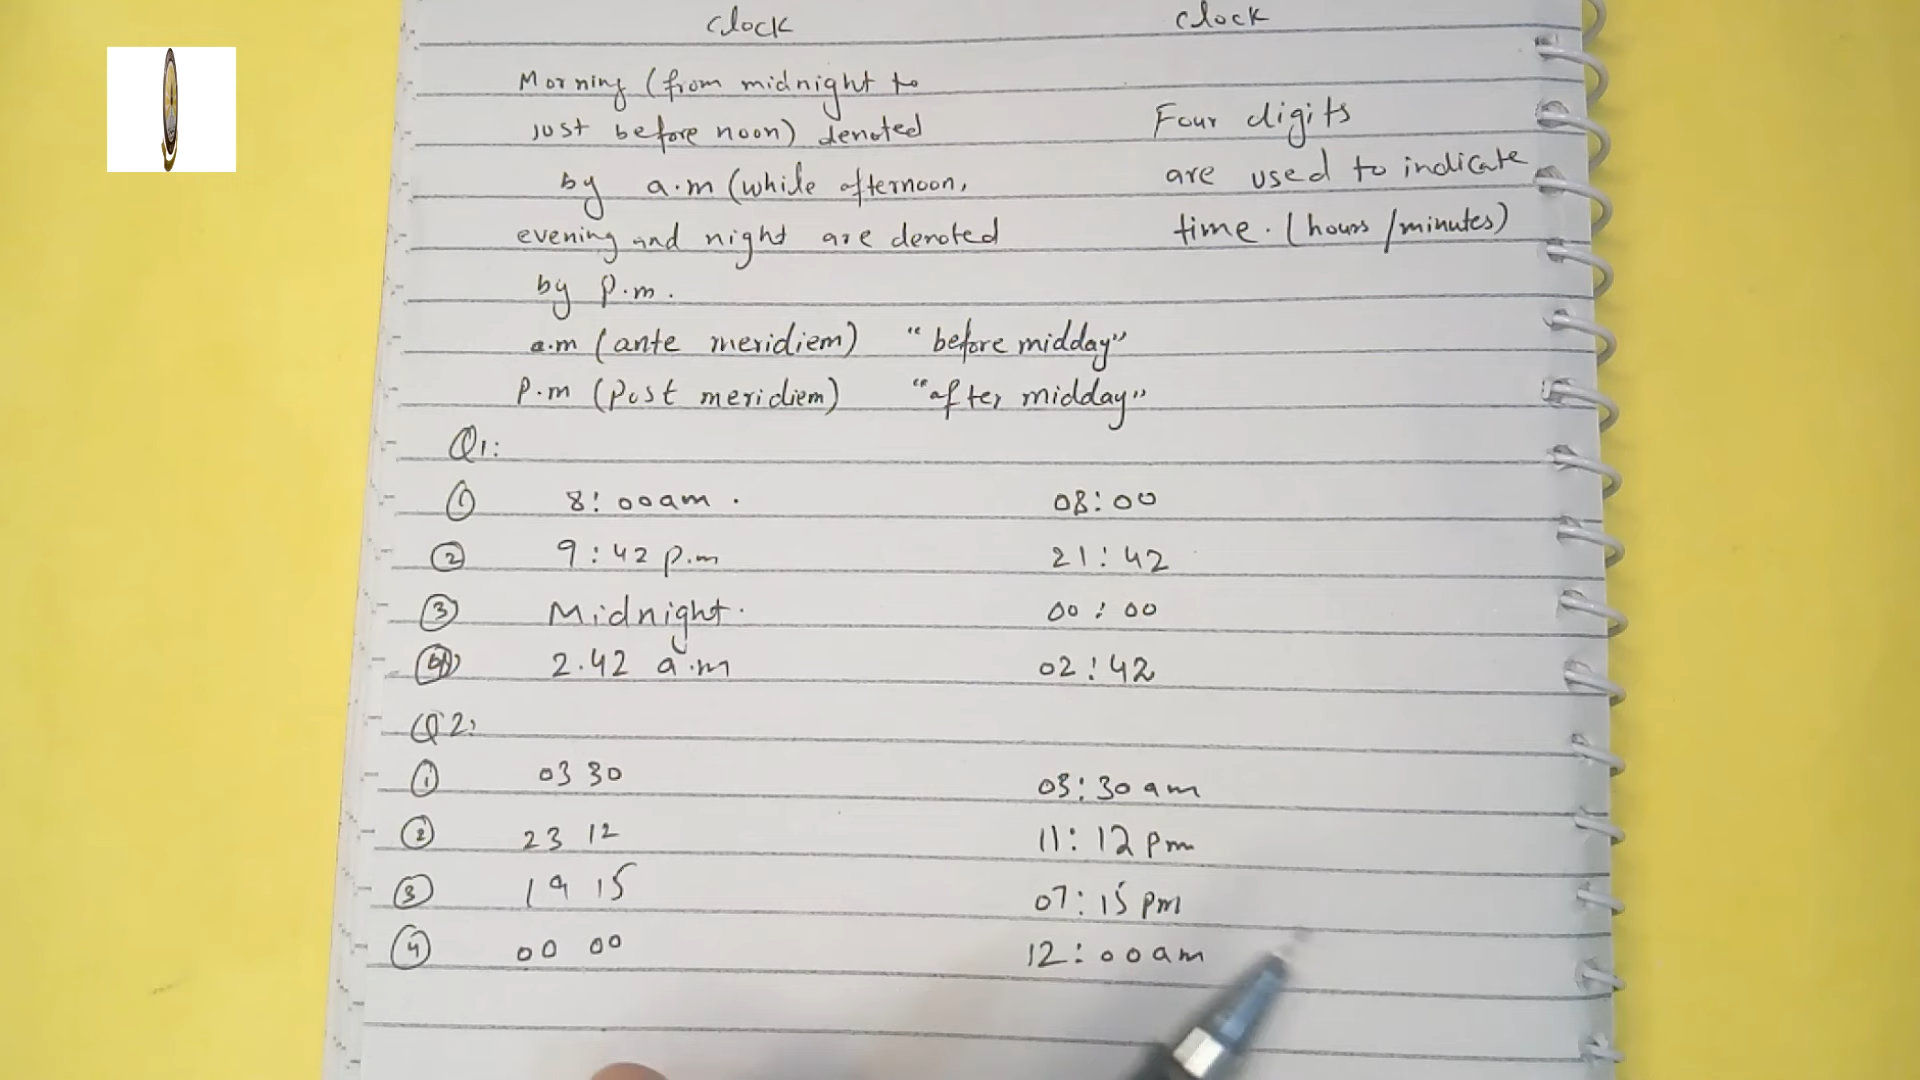 clock clock
Morning (from midnight to
just before noon) denoted
Four digits
by a.m (while afternoon,
are used to indicate
evening and night are denoted
time. (hours/minutes)
by p.m.
a.m (ante meridiem) "before midday"
P.m (Post meridiem) "after midday"
Q1:
① 8:00am. 08:00
② 9:42 p.m 21:42
③ Midnight. 00:00
2.42 a.m 02:42
Q2:
① 03 30 03:30 am
② 23 12 11:12 pm
③ 19 15 07:15 pm
④ 00 00 12:00am